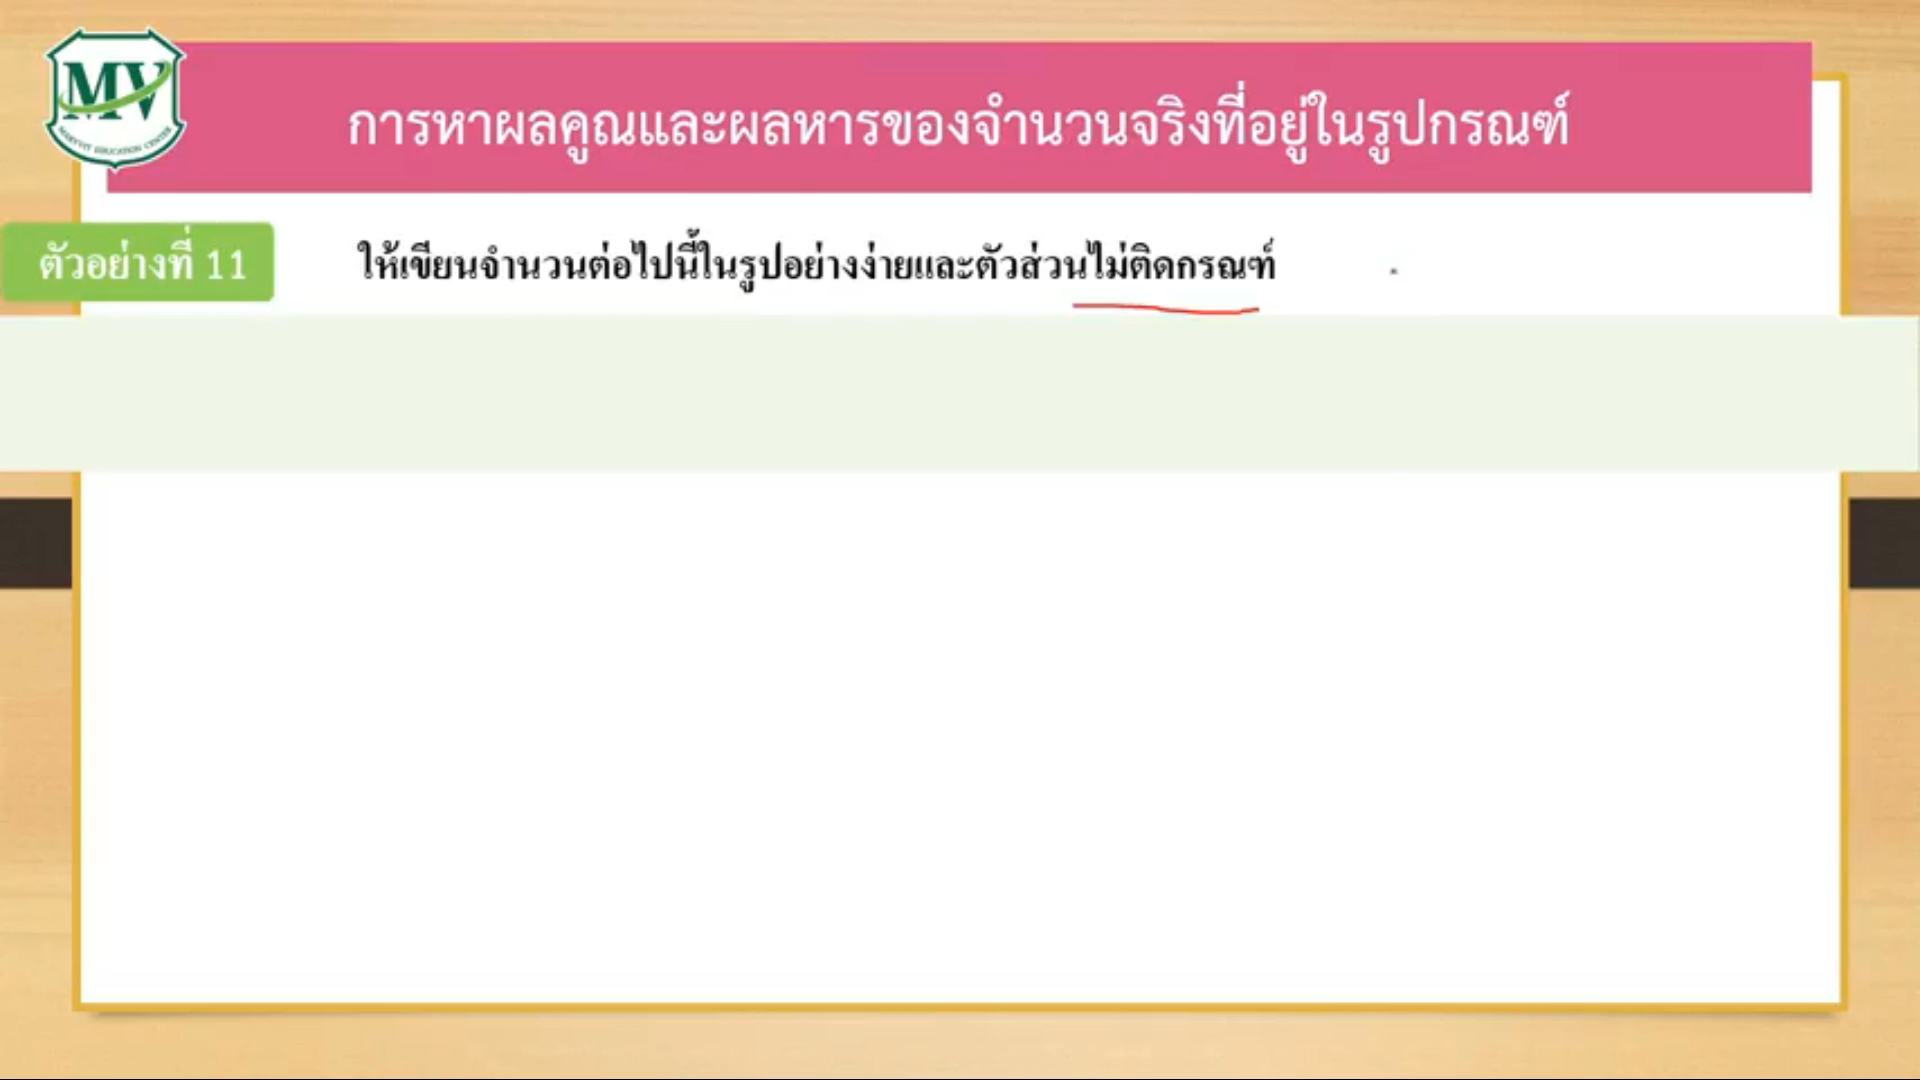 MV
MARYVIT EDUCATION CENTER
การหาผลคูณและผลหารของจำนวนจริงที่อยู่ในรูปกรณฑ์
ตัวอย่างที่ 11
ให้เขียนจำนวนต่อไปนี้ในรูปอย่างง่ายและตัวส่วนไม่ติดกรณฑ์